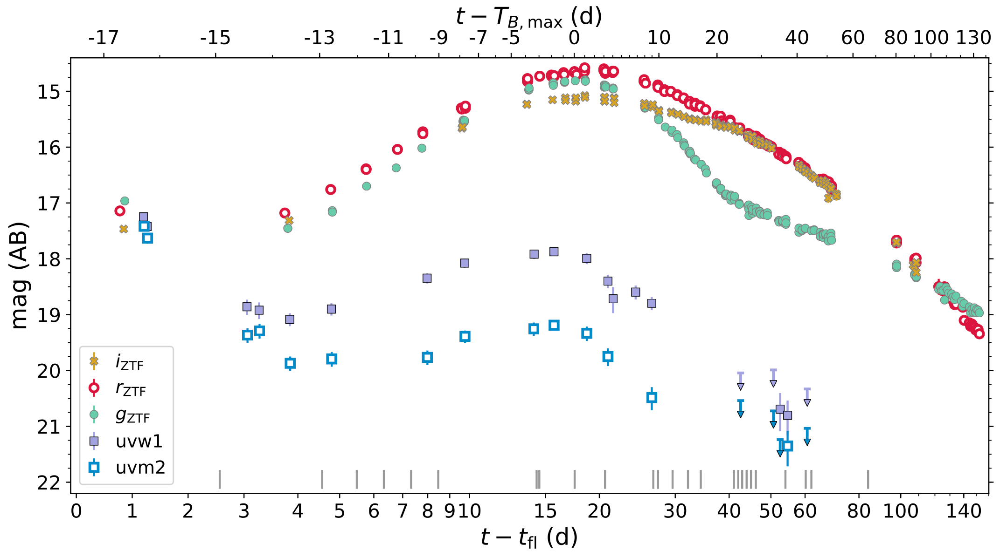 t − T_B, max (d)
-17 -15 -13 -11 -9 -7 -5 0 10 20 40 60 80 100 130
15
16
17
18
19
20
21
22
mag (AB)
i_ZTF
r_ZTF
g_ZTF
uvw1
uvm2
0 1 2 3 4 5 6 7 8 9 10 15 20 30 40 50 60 80 100 140
t − t_fl (d)